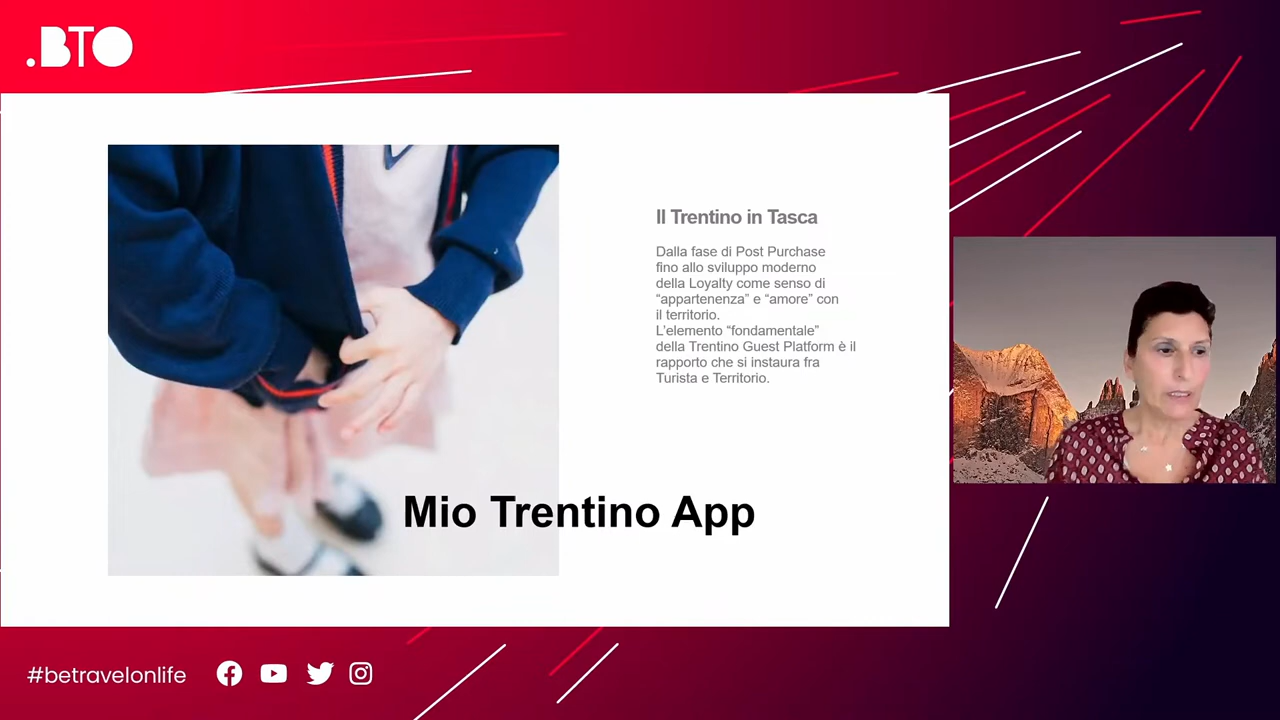 .BTO
Il Trentino in Tasca
Dalla fase di Post Purchase
fino allo sviluppo moderno
della Loyalty come senso di
“appartenenza” e “amore” con
il territorio.
L’elemento “fondamentale”
della Trentino Guest Platform è il
rapporto che si instaura fra
Turista e Territorio.
Mio Trentino App
#betravelonlife